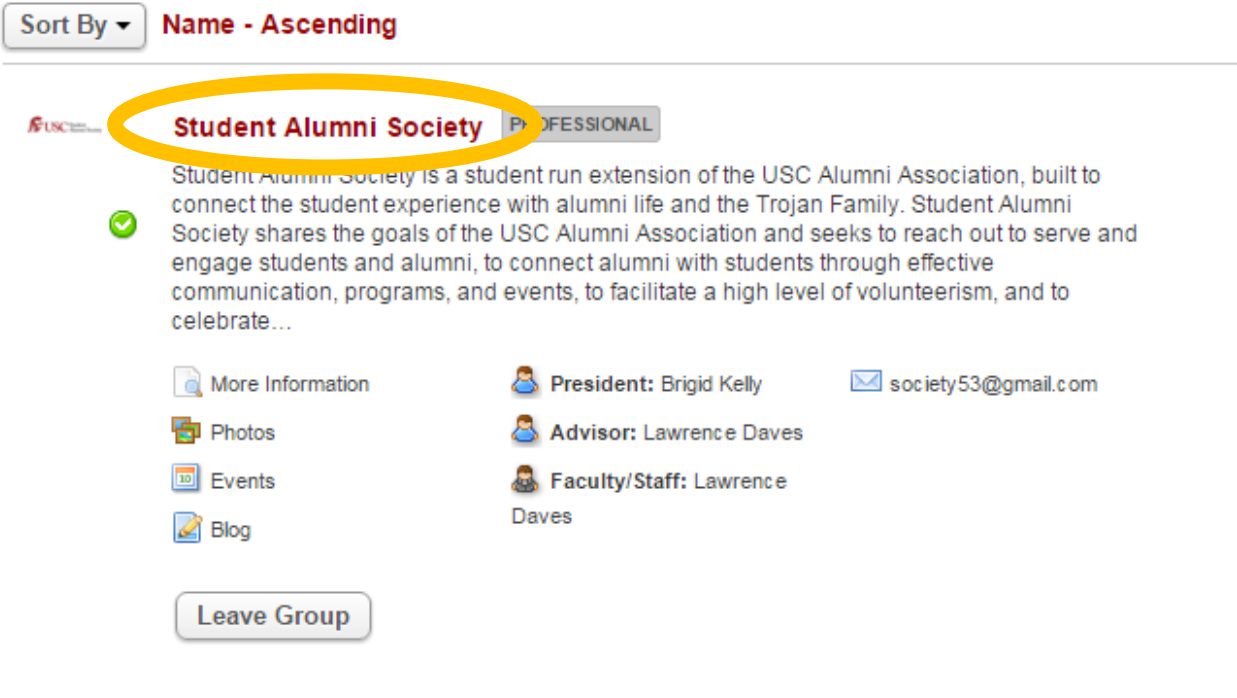 Sort By Name - Ascending
USC
Student Alumni Society PROFESSIONAL
Student Alumni Society is a student run extension of the USC Alumni Association, built to
connect the student experience with alumni life and the Trojan Family. Student Alumni
Society shares the goals of the USC Alumni Association and seeks to reach out to serve and
engage students and alumni, to connect alumni with students through effective
communication, programs, and events, to facilitate a high level of volunteerism, and to
celebrate...
More Information President: Brigid Kelly society53@gmail.com
Photos Advisor: Lawrence Daves
10 Events Faculty/Staff: Lawrence
Daves
Blog
Leave Group